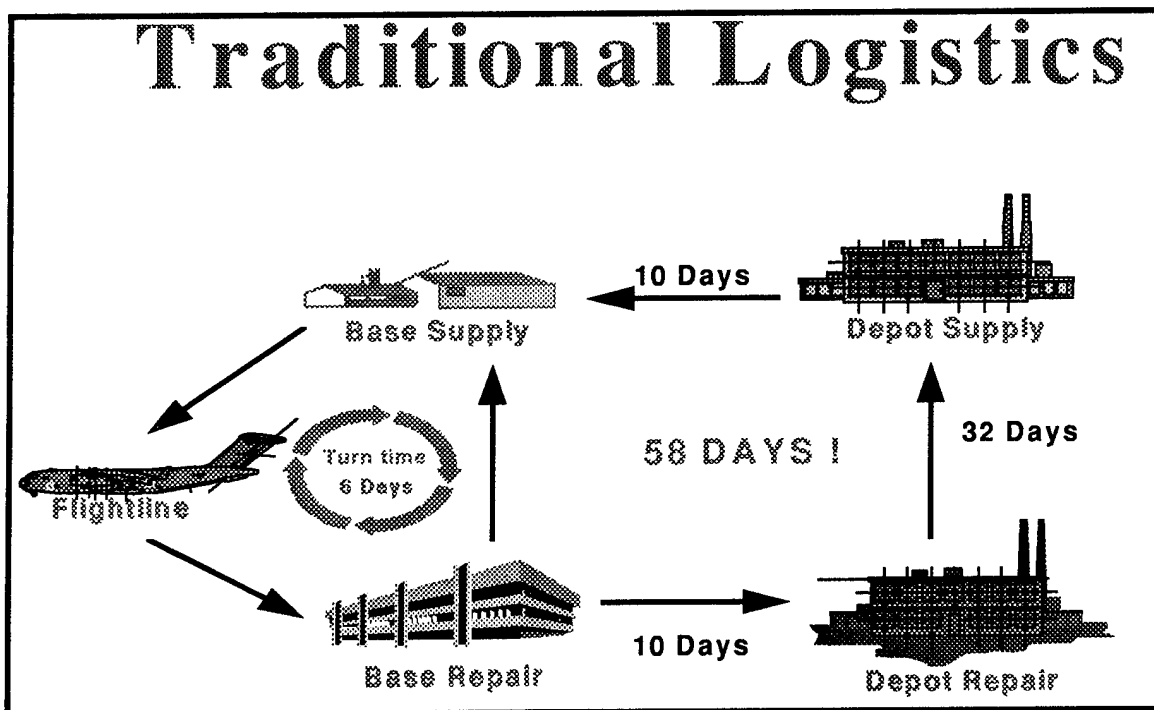 Traditional Logistics
10 Days
Base Supply
Depot Supply
32 Days
58 DAYS !
Turn time
6 Days
Flightline
10 Days
Base Repair
Depot Repair